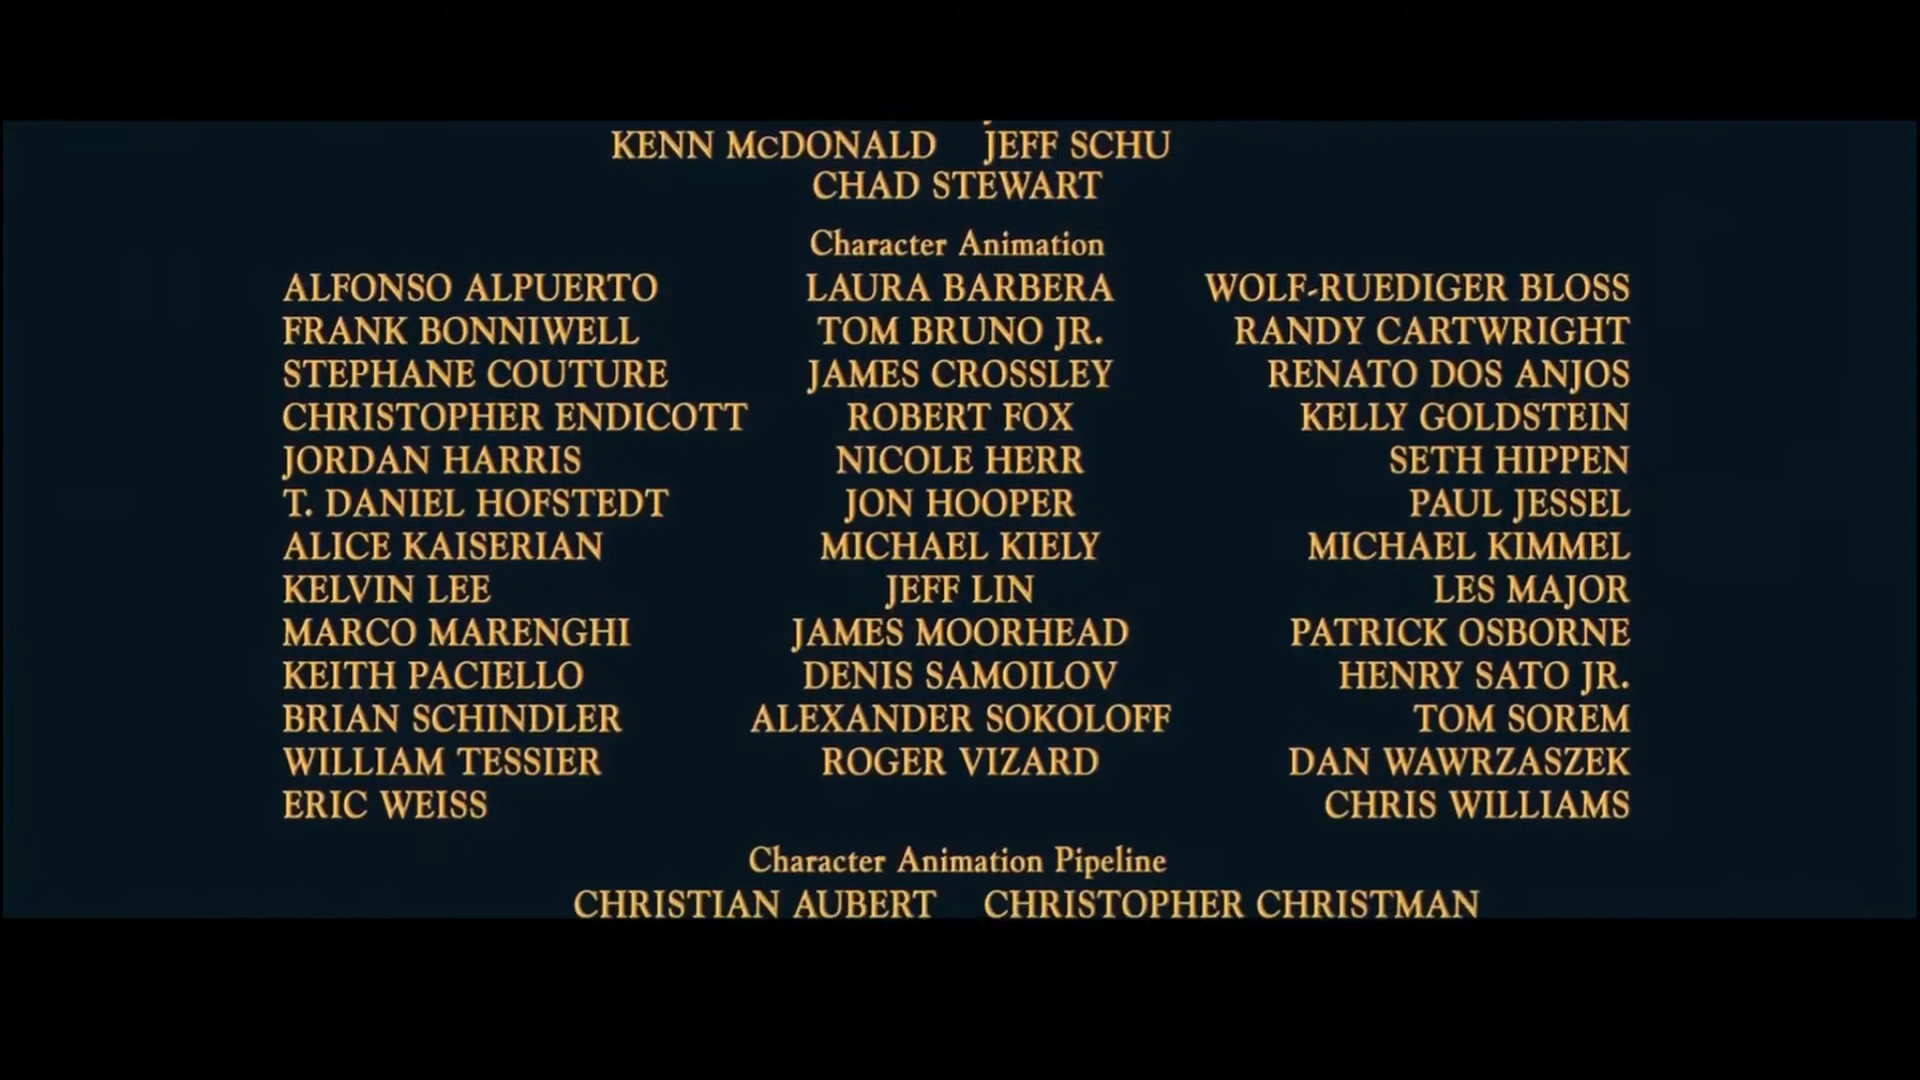 KENN McDONALD JEFF SCHU
CHAD STEWART
Character Animation
ALFONSO ALPUERTO LAURA BARBERA WOLF-RUEDIGER BLOSS
FRANK BONNIWELL TOM BRUNO JR. RANDY CARTWRIGHT
STEPHANE COUTURE JAMES CROSSLEY RENATO DOS ANJOS
CHRISTOPHER ENDICOTT ROBERT FOX KELLY GOLDSTEIN
JORDAN HARRIS NICOLE HERR SETH HIPPEN
T. DANIEL HOFSTEDT JON HOOPER PAUL JESSEL
ALICE KAISERIAN MICHAEL KIELY MICHAEL KIMMEL
KELVIN LEE JEFF LIN LES MAJOR
MARCO MARENGHI JAMES MOORHEAD PATRICK OSBORNE
KEITH PACIELLO DENIS SAMOILOV HENRY SATO JR.
BRIAN SCHINDLER ALEXANDER SOKOLOFF TOM SOREM
WILLIAM TESSIER ROGER VIZARD DAN WAWRZASZEK
ERIC WEISS CHRIS WILLIAMS
Character Animation Pipeline
CHRISTIAN AUBERT CHRISTOPHER CHRISTMAN